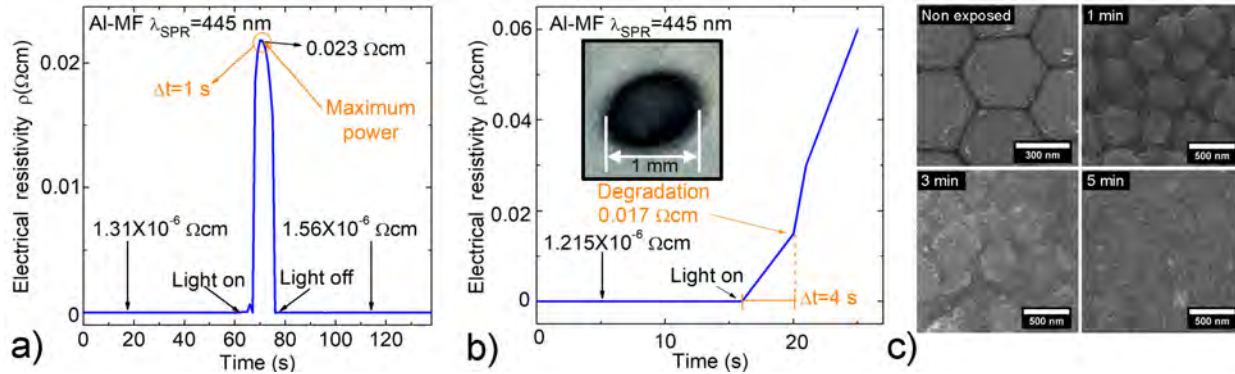 Al-MF λSPR=445 nm
0.023 Ωcm
Δt=1 s
Maximum
power
1.31X10-6 Ωcm
1.56X10-6 Ωcm
Light on
Light off
0.02
0.01
0
Electrical resistivity ρ(Ωcm)
0 20 40 60 80 100 120
Time (s)
a)
Al-MF λSPR=445 nm
1 mm
Degradation
0.017 Ωcm
1.215X10-6 Ωcm
Light on
Δt=4 s
0.06
0.04
0.02
0
Electrical resistivity ρ(Ωcm)
0 10 20
Time (s)
b)
Non exposed
300 nm
1 min
500 nm
3 min
500 nm
5 min
500 nm
c)